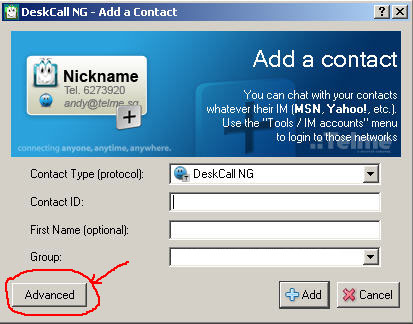 DeskCall NG - Add a Contact
Nickname
Tel. 6273920
andy@telme.sg
Add a contact
You can chat with your contacts
whatever their IM (MSN, Yahoo!, etc.).
Use the "Tools / IM accounts" menu
to login to those networks
connecting anyone, anytime, anywhere.
.:Telme
Contact Type (protocol):
DeskCall NG
Contact ID:
First Name (optional):
Group:
Advanced
Add
Cancel